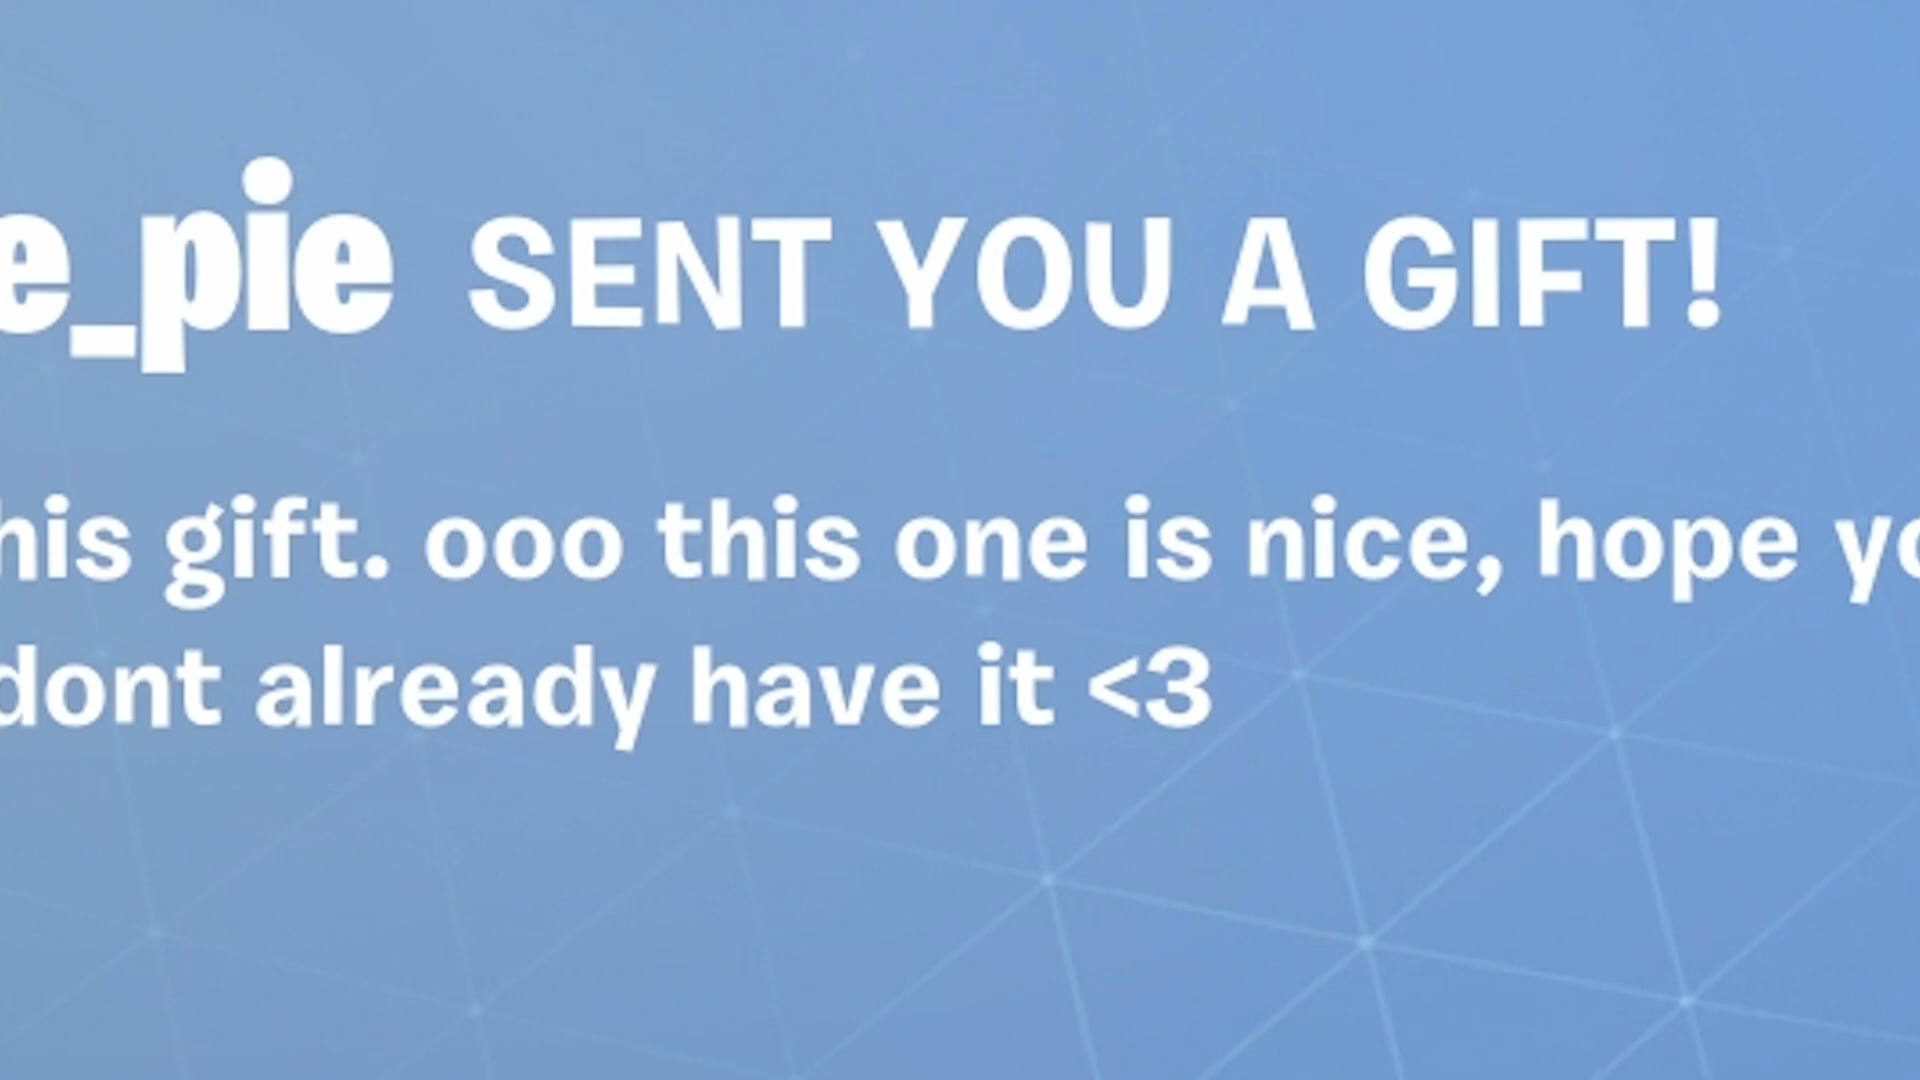 e_pie SENT YOU A GIFT!
his gift. ooo this one is nice, hope yo
dont already have it <3